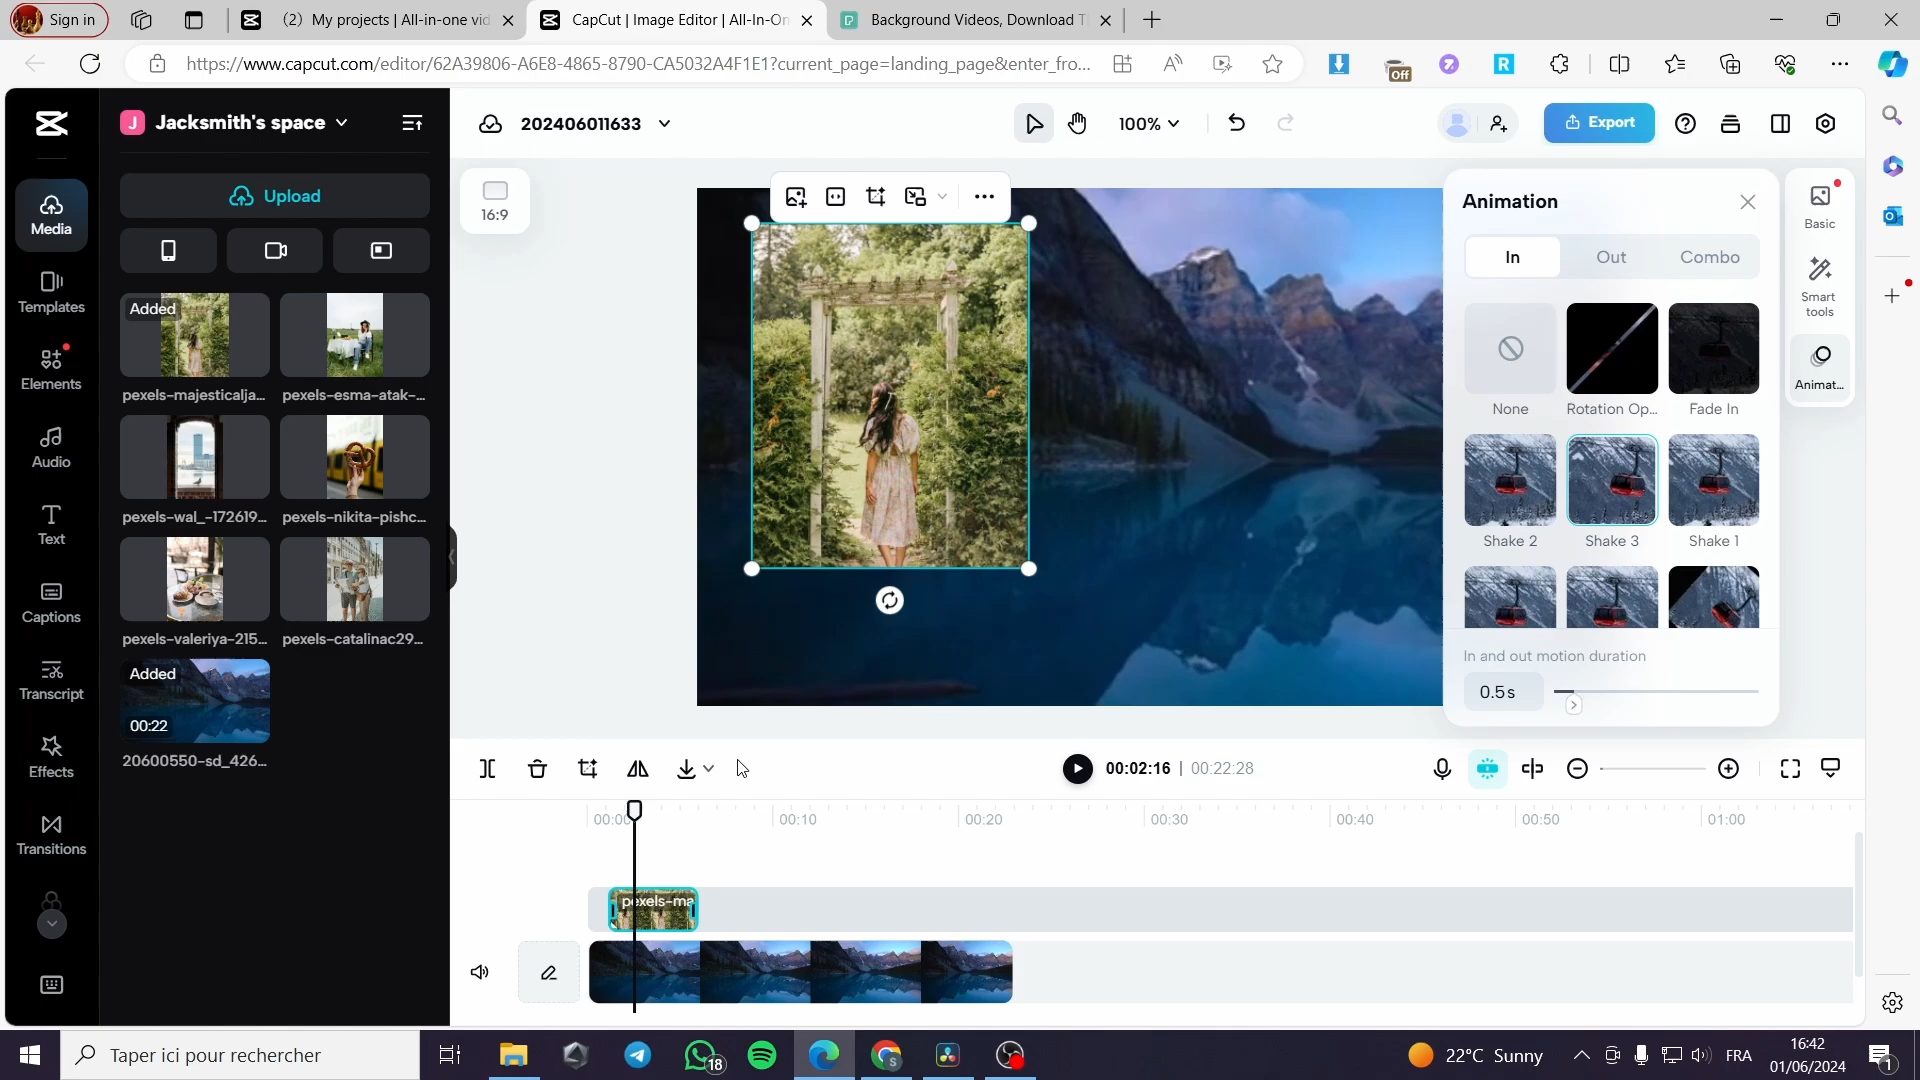 Sign in
(2) My projects | All-in-one vid
CapCut | Image Editor | All-In-On
Background Videos, Download Th
https://www.capcut.com/editor/62A39806-A6E8-4865-8790-CA5032A4F1E1?current_page=landing_page&enter_fro...
Off
J Jacksmith's space
202406011633
100%
Export
Upload
16:9
Media
Templates
Elements
Audio
Text
Captions
Transcript
Effects
Transitions
Added
pexels-majesticalja...
pexels-esma-atak-...
pexels-wal_-172619...
pexels-nikita-pishc...
pexels-valeriya-215...
pexels-catalinac29...
Added
00:22
20600550-sd_426...
Animation
In
Out
Combo
None
Rotation Op...
Fade In
Shake 2
Shake 3
Shake 1
In and out motion duration
0.5s
Basic
Smart
tools
Animat...
00:02:16 | 00:22:28
00:00
00:10
00:20
00:30
00:40
00:50
01:00
pexels-ma
Taper ici pour rechercher
18
22°C Sunny
FRA
16:42
01/06/2024
1